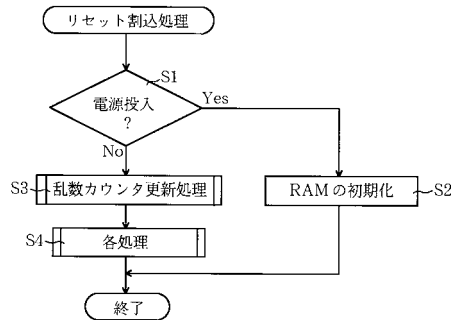 リセット割込処理
S1
電源投入
?
Yes
No
S3
乱数カウンタ更新処理
RAMの初期化
S2
S4
各処理
終了